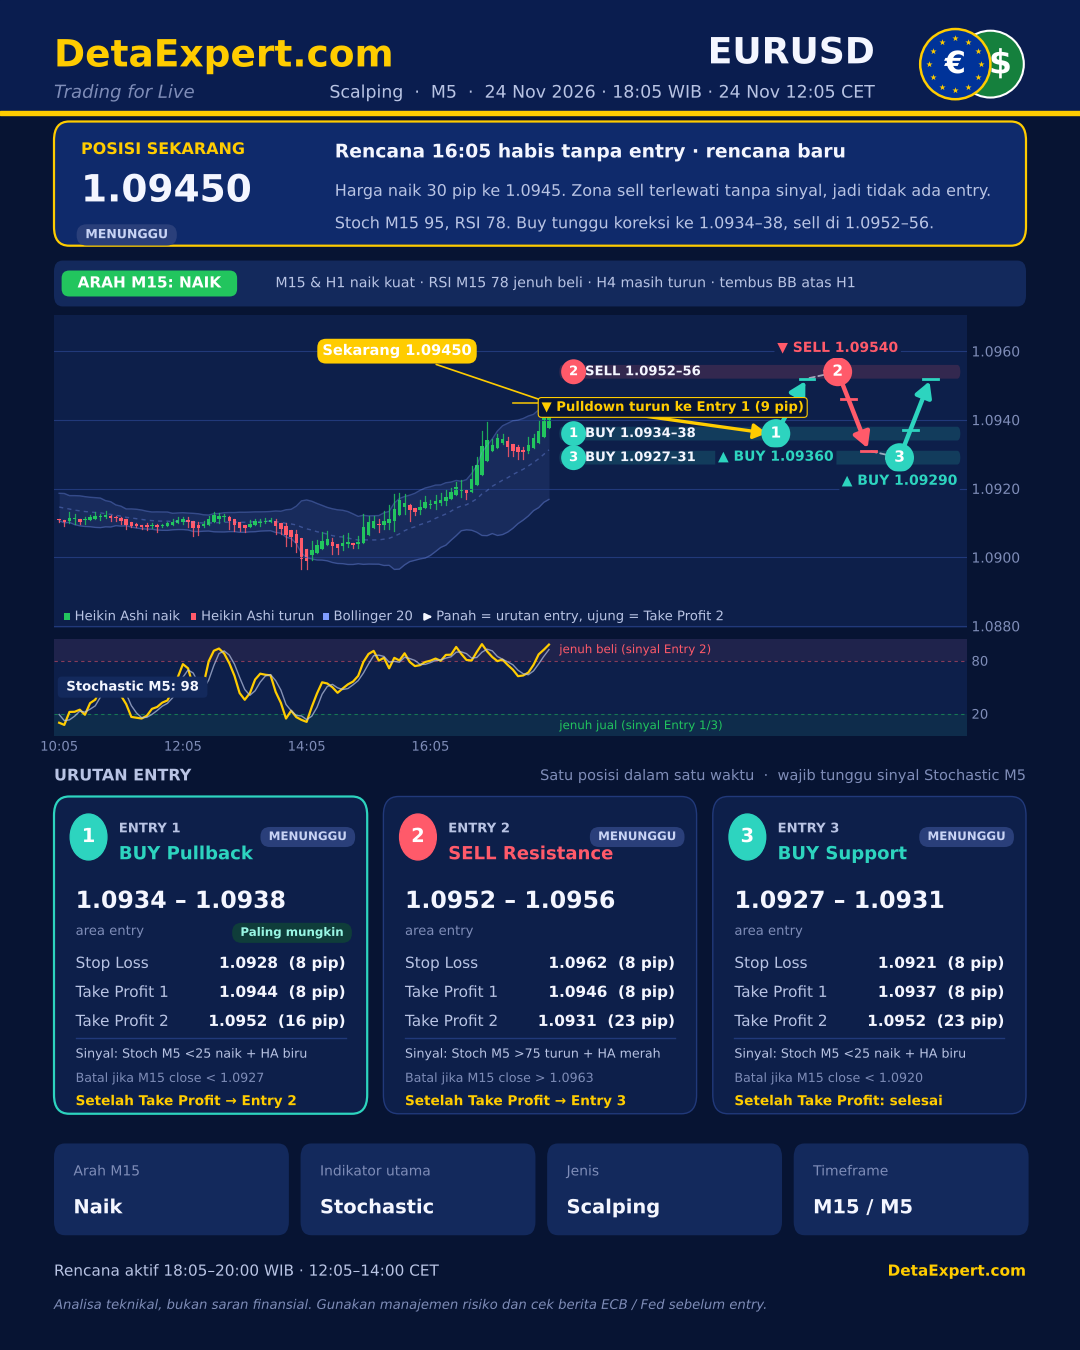 DetaExpert.com
EURUSD
Trading for Live
Scalping · M5 · 24 Nov 2026 · 18:05 WIB · 24 Nov 12:05 CET
€ $
POSISI SEKARANG
1.09450
MENUNGGU
Rencana 16:05 habis tanpa entry · rencana baru
Harga naik 30 pip ke 1.0945. Zona sell terlewati tanpa sinyal, jadi tidak ada entry.
Stoch M15 95, RSI 78. Buy tunggu koreksi ke 1.0934–38, sell di 1.0952–56.
ARAH M15: NAIK
M15 & H1 naik kuat · RSI M15 78 jenuh beli · H4 masih turun · tembus BB atas H1
Sekarang 1.09450
▼ SELL 1.09540
1.0960
2 SELL 1.0952–56
2
▼ Pulldown turun ke Entry 1 (9 pip)
1.0940
1 BUY 1.0934–38
1
3 BUY 1.0927–31
▲ BUY 1.09360
3
▲ BUY 1.09290
1.0920
1.0900
Heikin Ashi naik
Heikin Ashi turun
Bollinger 20
Panah = urutan entry, ujung = Take Profit 2
1.0880
jenuh beli (sinyal Entry 2)
80
Stochastic M5: 98
20
jenuh jual (sinyal Entry 1/3)
10:05 12:05 14:05 16:05
URUTAN ENTRY
Satu posisi dalam satu waktu · wajib tunggu sinyal Stochastic M5
1
ENTRY 1
MENUNGGU
BUY Pullback
1.0934 – 1.0938
area entry
Paling mungkin
Stop Loss 1.0928 (8 pip)
Take Profit 1 1.0944 (8 pip)
Take Profit 2 1.0952 (16 pip)
Sinyal: Stoch M5 <25 naik + HA biru
Batal jika M15 close < 1.0927
Setelah Take Profit → Entry 2
2
ENTRY 2
MENUNGGU
SELL Resistance
1.0952 – 1.0956
area entry
Stop Loss 1.0962 (8 pip)
Take Profit 1 1.0946 (8 pip)
Take Profit 2 1.0931 (23 pip)
Sinyal: Stoch M5 >75 turun + HA merah
Batal jika M15 close > 1.0963
Setelah Take Profit → Entry 3
3
ENTRY 3
MENUNGGU
BUY Support
1.0927 – 1.0931
area entry
Stop Loss 1.0921 (8 pip)
Take Profit 1 1.0937 (8 pip)
Take Profit 2 1.0952 (23 pip)
Sinyal: Stoch M5 <25 naik + HA biru
Batal jika M15 close < 1.0920
Setelah Take Profit: selesai
Arah M15
Naik
Indikator utama
Stochastic
Jenis
Scalping
Timeframe
M15 / M5
Rencana aktif 18:05–20:00 WIB · 12:05–14:00 CET
DetaExpert.com
Analisa teknikal, bukan saran finansial. Gunakan manajemen risiko dan cek berita ECB / Fed sebelum entry.